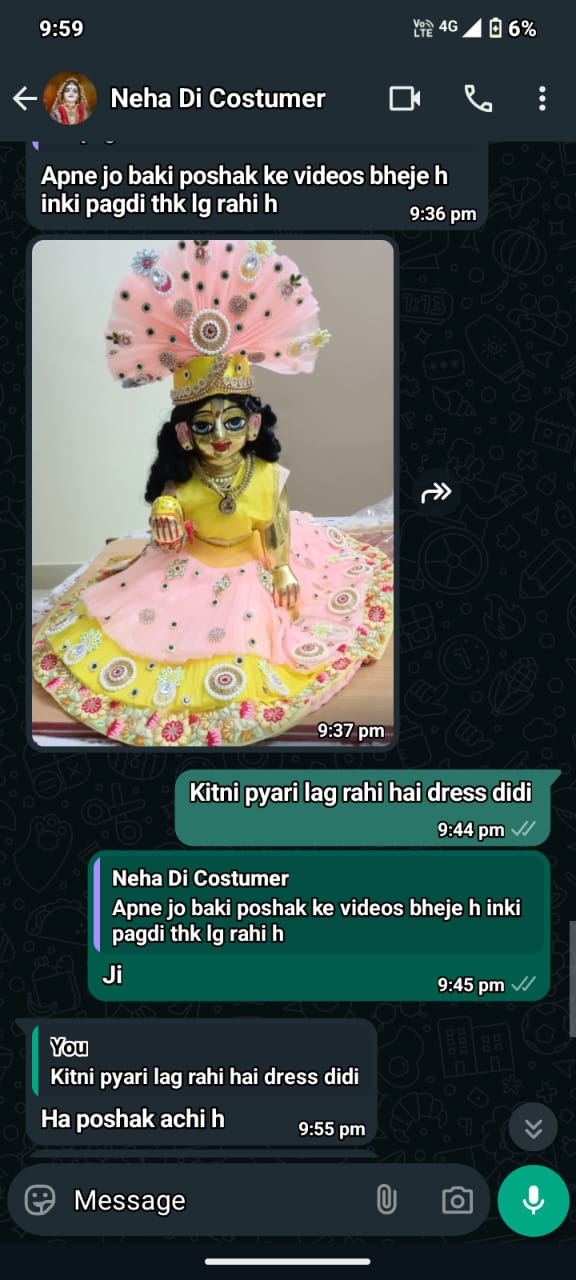 9:59
Vo)) LTE 4G 6%
Neha Di Costumer
Apne jo baki poshak ke videos bheje h
inki pagdi thk lg rahi h
9:36 pm
9:37 pm
Kitni pyari lag rahi hai dress didi
9:44 pm
Neha Di Costumer
Apne jo baki poshak ke videos bheje h inki
pagdi thk lg rahi h
Ji
9:45 pm
You
Kitni pyari lag rahi hai dress didi
Ha poshak achi h
9:55 pm
Message